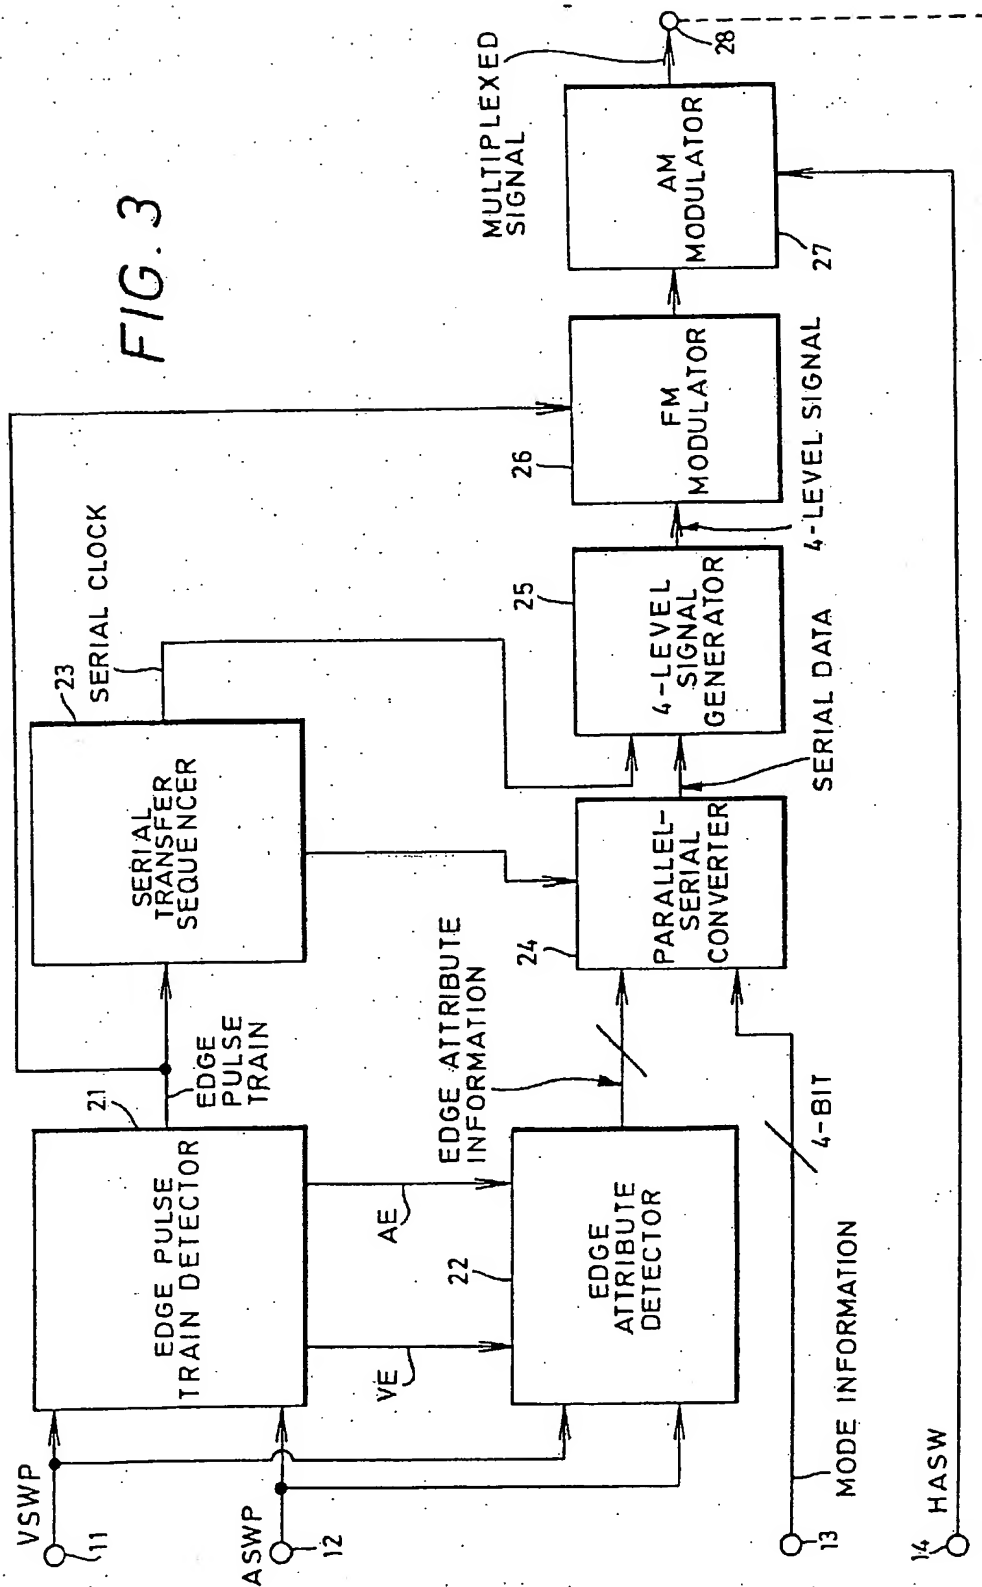 FIG. 3
VSWP
11
ASWP
12
EDGE PULSE
TRAIN DETECTOR
21
EDGE
PULSE
TRAIN
SERIAL
TRANSFER
SEQUENCER
23
SERIAL CLOCK
VE
AE
22
EDGE
ATTRIBUTE
DETECTOR
EDGE ATTRIBUTE
INFORMATION
24
PARALLEL-
SERIAL
CONVERTER
SERIAL DATA
25
4-LEVEL
SIGNAL
GENERATOR
4-LEVEL SIGNAL
26
FM
MODULATOR
AM
MODULATOR
27
MULTIPLEXED
SIGNAL
28
13
MODE INFORMATION
4-BIT
14
HASW